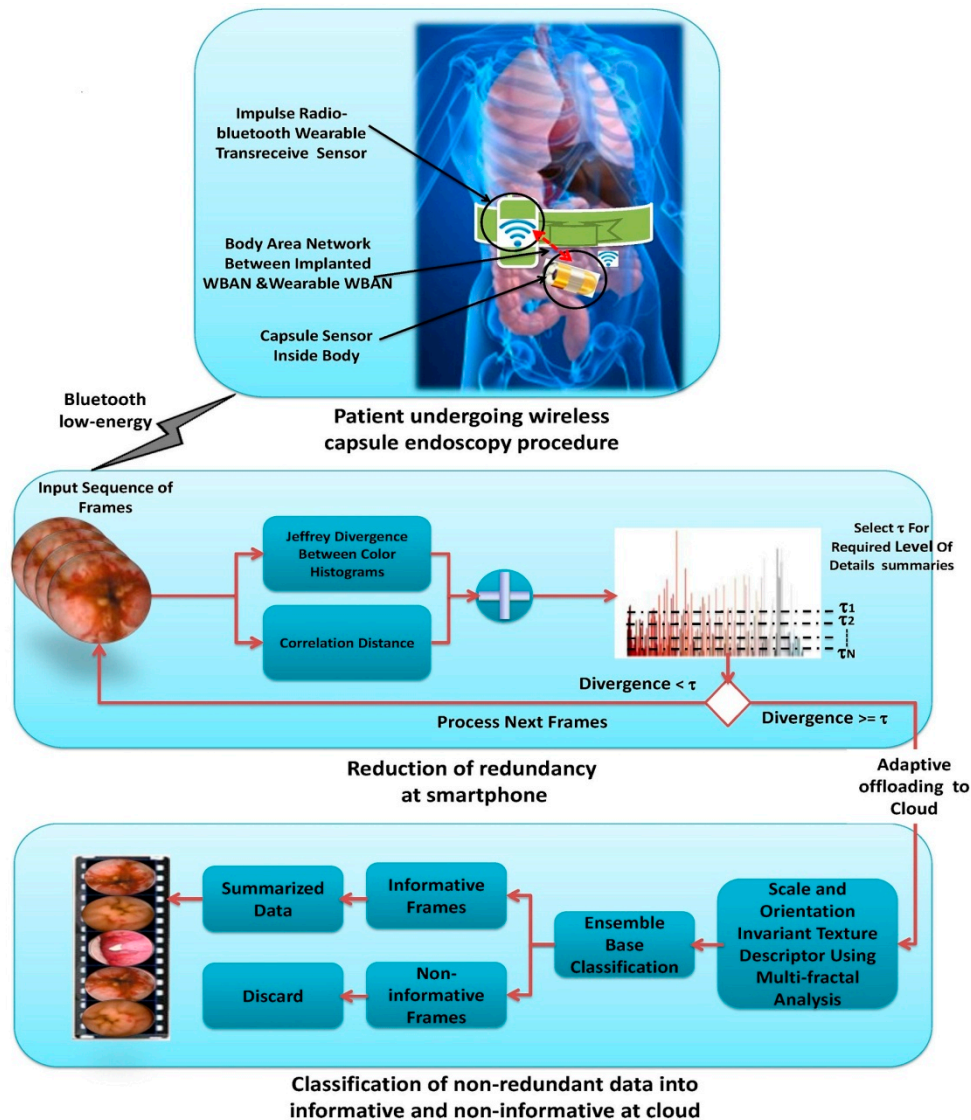 Impulse Radio-
bluetooth Wearable
Transreceive Sensor
Body Area Network
Between Implanted
WBAN &Wearable WBAN
Capsule Sensor
Inside Body
Bluetooth
low-energy
Patient undergoing wireless
capsule endoscopy procedure
Input Sequence of
Frames
Jeffrey Divergence
Between Color
Histograms
Correlation Distance
Select τ For
Required Level Of
Details summaries
τ1
τ2
τN
Divergence < τ
Process Next Frames
Divergence >= τ
Reduction of redundancy
at smartphone
Adaptive
offloading to
Cloud
Summarized
Data
Informative
Frames
Discard
Non-
informative
Frames
Ensemble
Base
Classification
Scale and
Orientation
Invariant Texture
Descriptor Using
Multi-fractal
Analysis
Classification of non-redundant data into
informative and non-informative at cloud